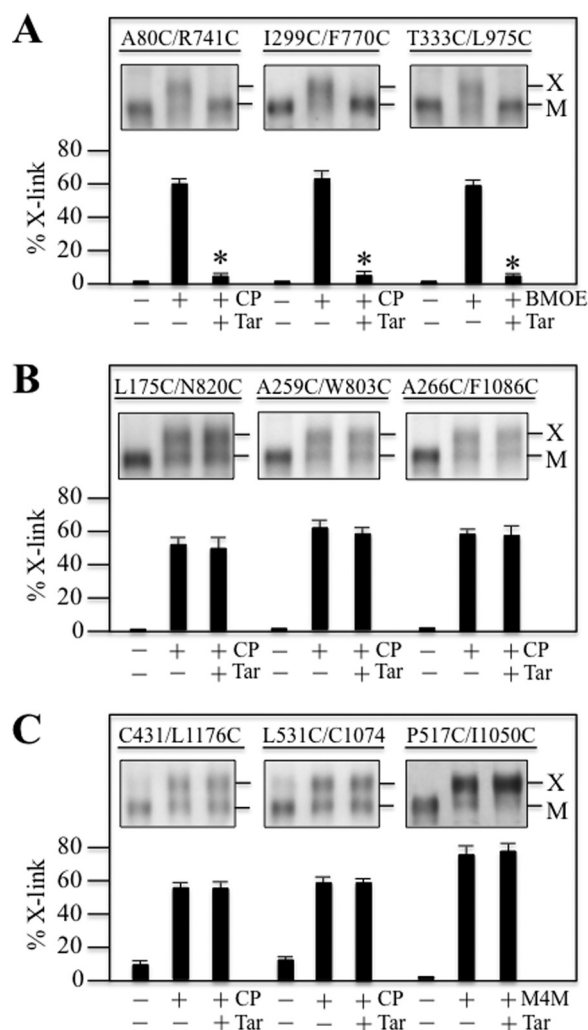 A
A80C/R741C I299C/F770C T333C/L975C
X
M
% X-link
80
60
40
20
0
− + + CP − + + CP − + + BMOE
− − + Tar − − + Tar − − + Tar
* * *
B
L175C/N820C A259C/W803C A266C/F1086C
X
M
% X-link
80
60
40
20
0
− + + CP − + + CP − + + CP
− − + Tar − − + Tar − − + Tar
C
C431/L1176C L531C/C1074 P517C/I1050C
X
M
% X-link
80
60
40
20
0
− + + CP − + + CP − + + M4M
− − + Tar − − + Tar − − + Tar